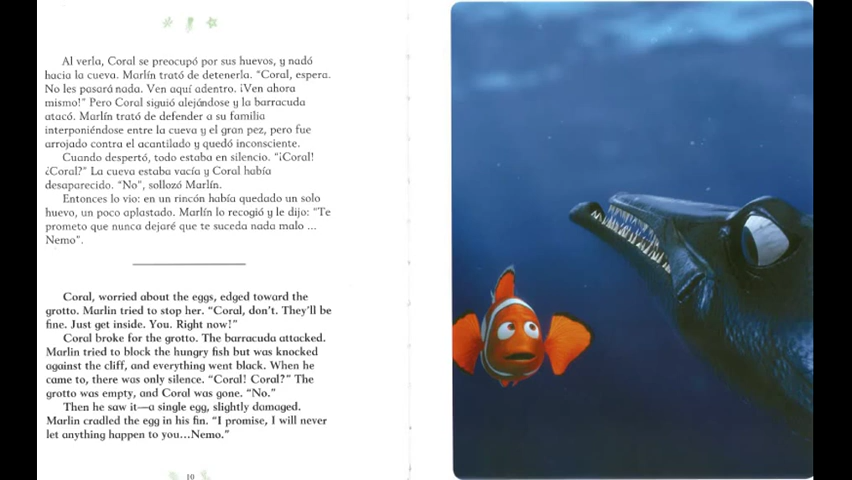 Al verla, Coral se preocupó por sus huevos, y nadó
hacia la cueva. Marlín trató de detenerla. “Coral, espera.
No les pasará nada. Ven aquí adentro. ¡Ven ahora
mismo!” Pero Coral siguió alejándose y la barracuda
atacó. Marlín trató de defender a su familia
interponiéndose entre la cueva y el gran pez, pero fue
arrojado contra el acantilado y quedó inconsciente.
Cuando despertó, todo estaba en silencio. “¡Coral!
¿Coral?” La cueva estaba vacía y Coral había
desaparecido. “No”, sollozó Marlín.
Entonces lo vio: en un rincón había quedado un solo
huevo, un poco aplastado. Marlín lo recogió y le dijo: “Te
prometo que nunca dejaré que te suceda nada malo ...
Nemo”.
Coral, worried about the eggs, edged toward the
grotto. Marlin tried to stop her. “Coral, don't. They'll be
fine. Just get inside. You. Right now!”
Coral broke for the grotto. The barracuda attacked.
Marlin tried to block the hungry fish but was knocked
against the cliff, and everything went black. When he
came to, there was only silence. “Coral! Coral?” The
grotto was empty, and Coral was gone. “No.”
Then he saw it—a single egg, slightly damaged.
Marlin cradled the egg in his fin. “I promise, I will never
let anything happen to you...Nemo.”
10